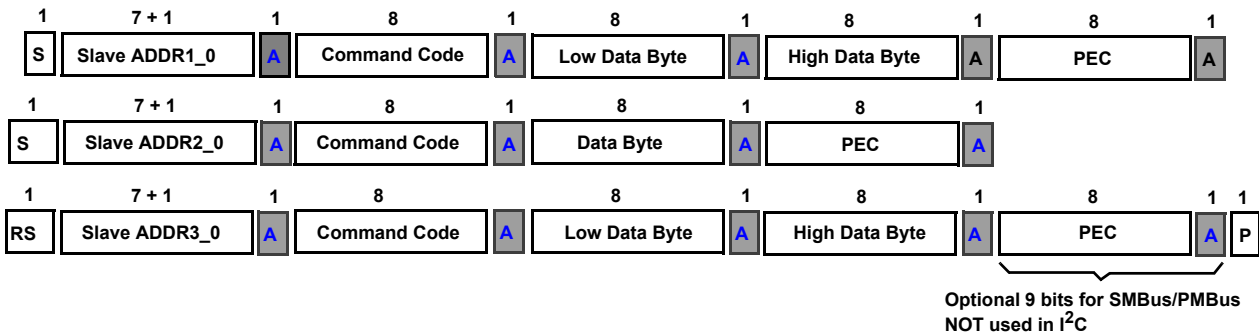 1 7 + 1 1 8 1 8 1 8 1 8 1
S Slave ADDR1_0 A Command Code A Low Data Byte A High Data Byte A PEC A
1 7 + 1 1 8 1 8 1 8 1
S Slave ADDR2_0 A Command Code A Data Byte A PEC A
1 7 + 1 1 8 1 8 1 8 1 8 1 1
RS Slave ADDR3_0 A Command Code A Low Data Byte A High Data Byte A PEC A P
Optional 9 bits for SMBus/PMBus
NOT used in I²C